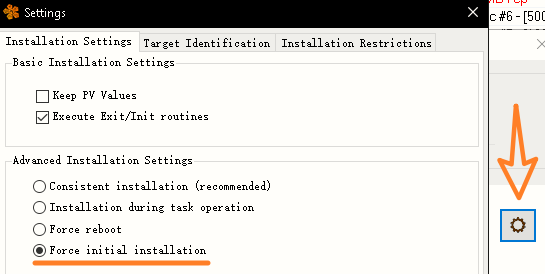 Settings
Installation Settings
Target Identification
Installation Restrictions
Basic Installation Settings
Keep PV Values
Execute Exit/Init routines
Advanced Installation Settings
Consistent installation (recommended)
Installation during task operation
Force reboot
Force initial installation
с #6 - [500